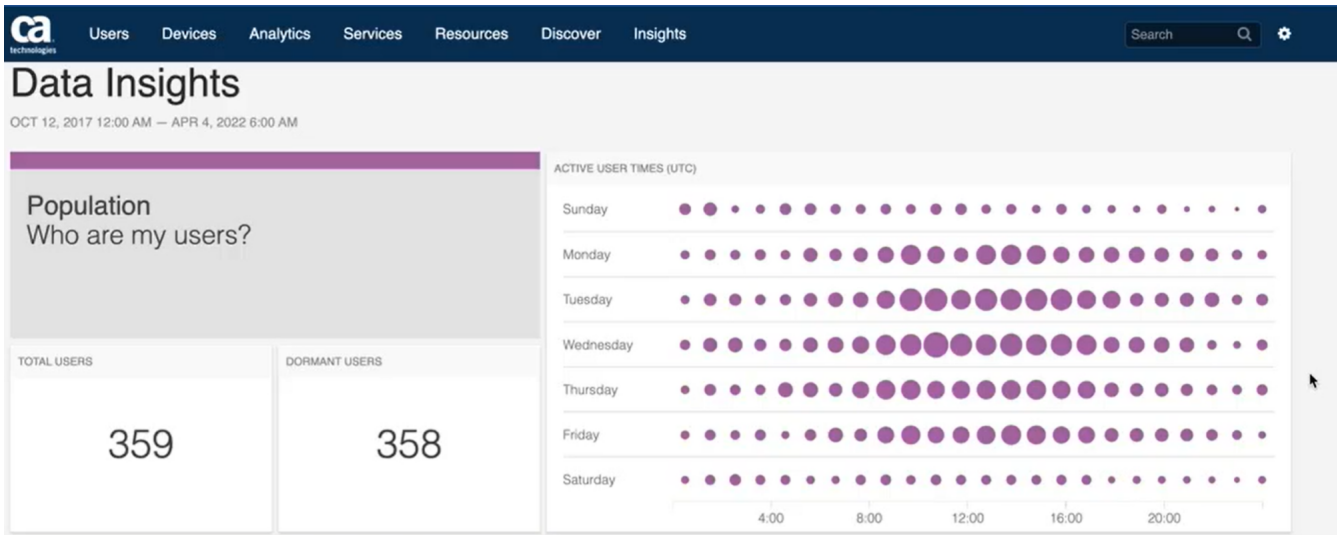 ca
technologies
Users Devices Analytics Services Resources Discover Insights Search
Data Insights
OCT 12, 2017 12:00 AM — APR 4, 2022 6:00 AM
Population
Who are my users?
TOTAL USERS
359
DORMANT USERS
358
ACTIVE USER TIMES (UTC)
Sunday
Monday
Tuesday
Wednesday
Thursday
Friday
Saturday
4:00 8:00 12:00 16:00 20:00